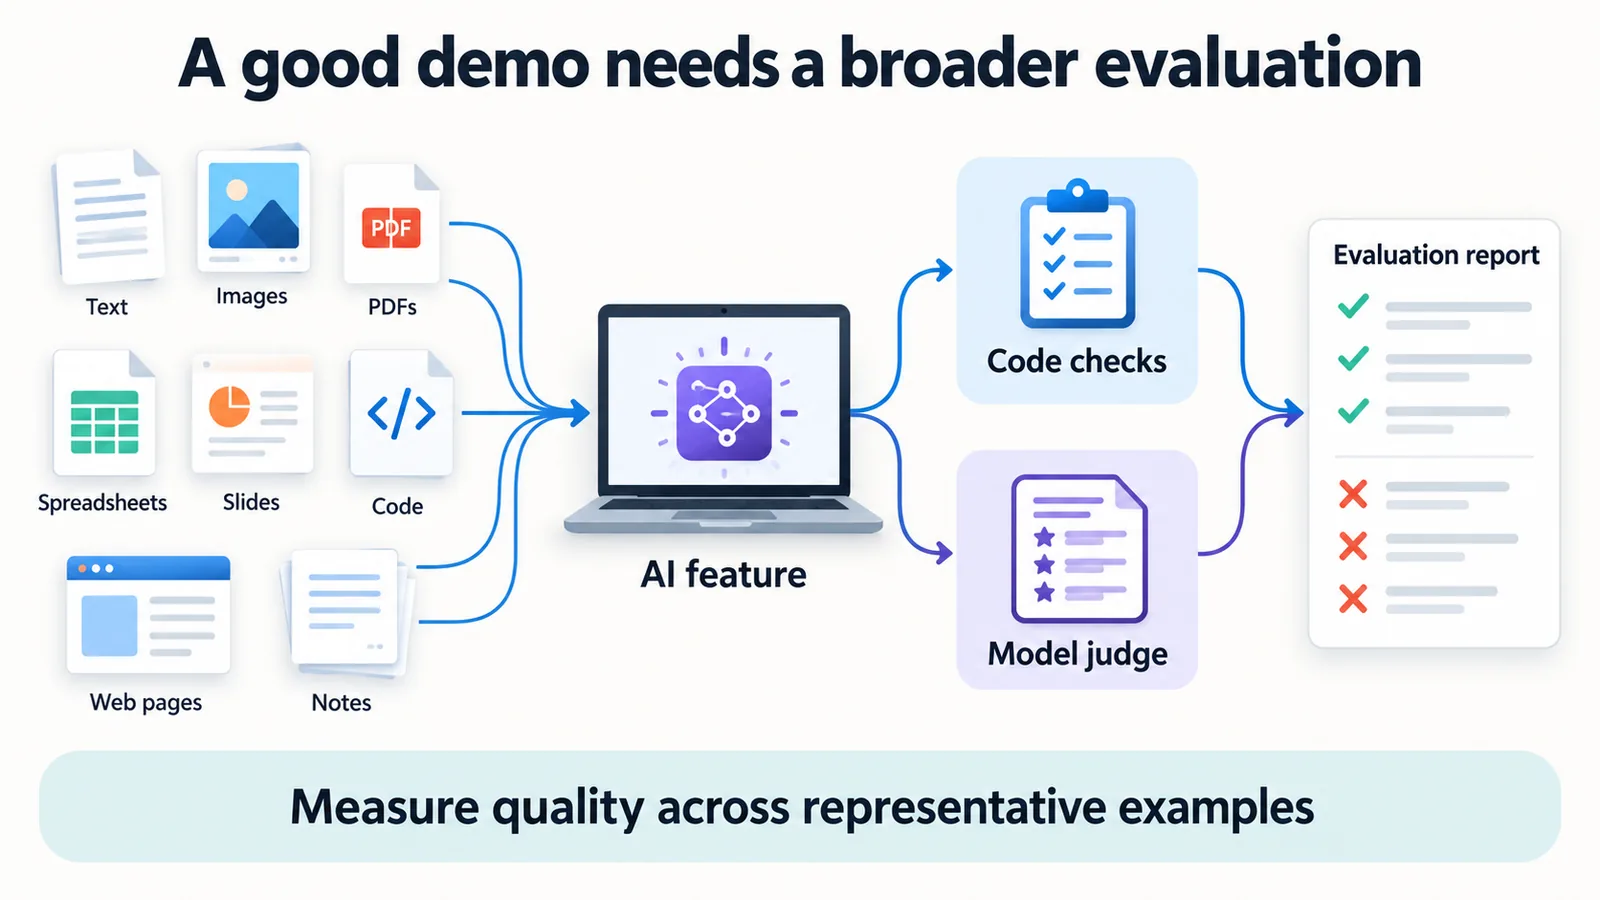 A good demo needs a broader evaluation
Text
Images
PDF
PDFs
Spreadsheets
Slides
Code
Web pages
Notes
AI feature
Code checks
Model judge
Evaluation report
Measure quality across representative examples